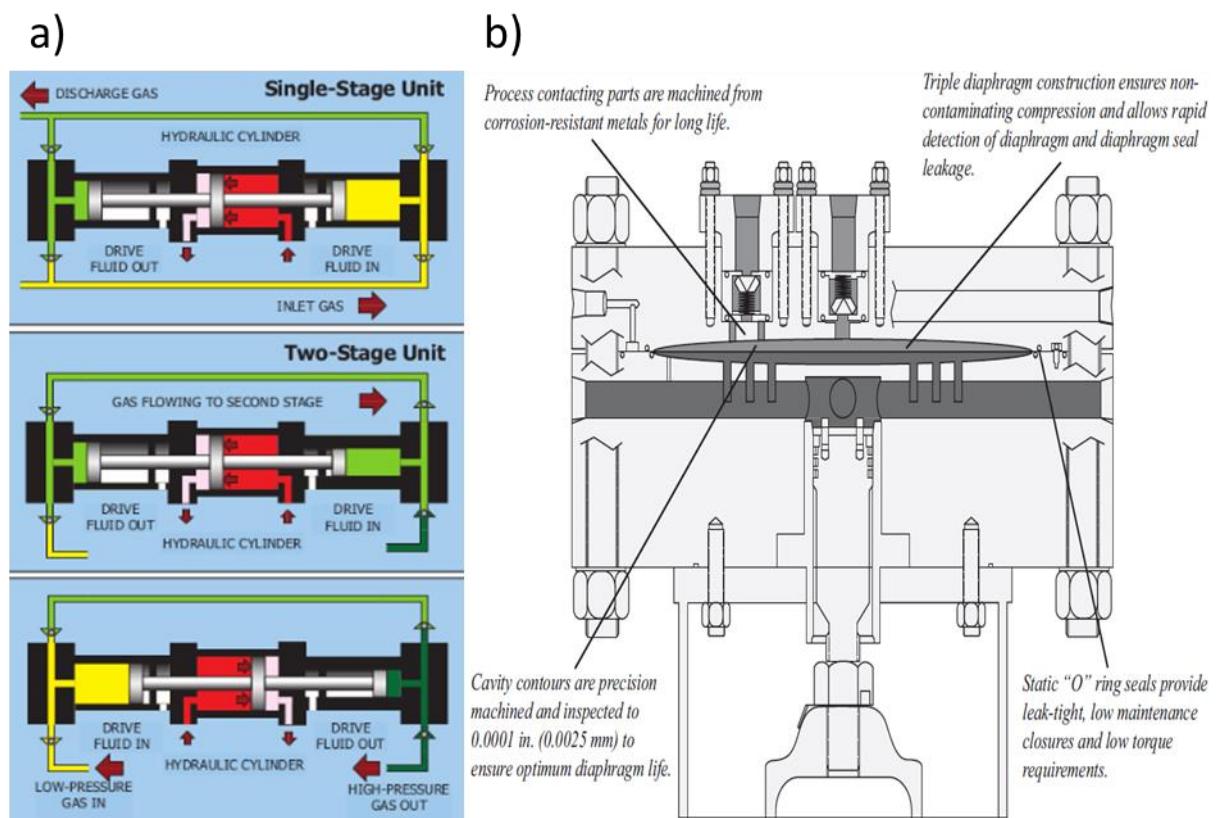 a)
Single-Stage Unit
DISCHARGE GAS
HYDRAULIC CYLINDER
DRIVE
FLUID OUT
DRIVE
FLUID IN
INLET GAS
Two-Stage Unit
GAS FLOWING TO SECOND STAGE
DRIVE
FLUID OUT
DRIVE
FLUID IN
HYDRAULIC CYLINDER
DRIVE
FLUID IN
DRIVE
FLUID OUT
HYDRAULIC CYLINDER
LOW-PRESSURE
GAS IN
HIGH-PRESSURE
GAS OUT
b)
Process contacting parts are machined from
corrosion-resistant metals for long life.
Triple diaphragm construction ensures non-
contaminating compression and allows rapid
detection of diaphragm and diaphragm seal
leakage.
Cavity contours are precision
machined and inspected to
0.0001 in. (0.0025 mm) to
ensure optimum diaphragm life.
Static “O” ring seals provide
leak-tight, low maintenance
closures and low torque
requirements.